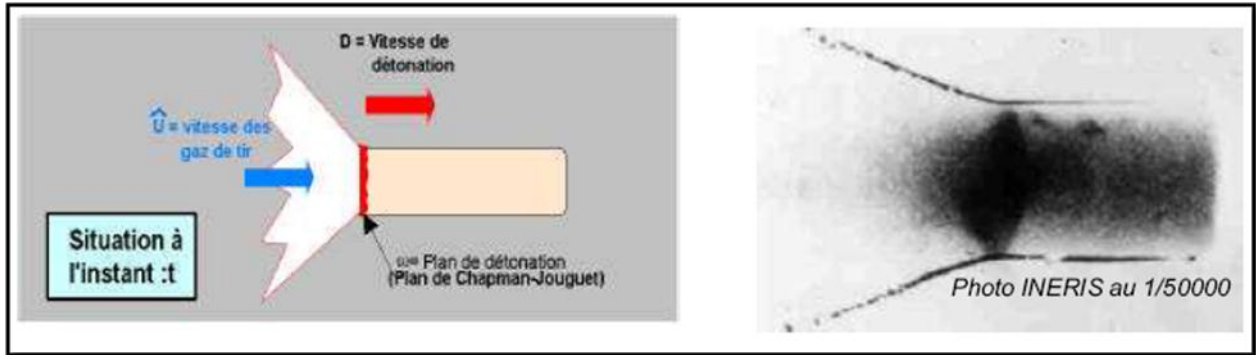 D = Vitesse de
détonation
Û = vitesse des
gaz de tir
Situation à
l'instant :t
Plan de détonation
(Plan de Chapman-Jouguet)
Photo INERIS au 1/50000